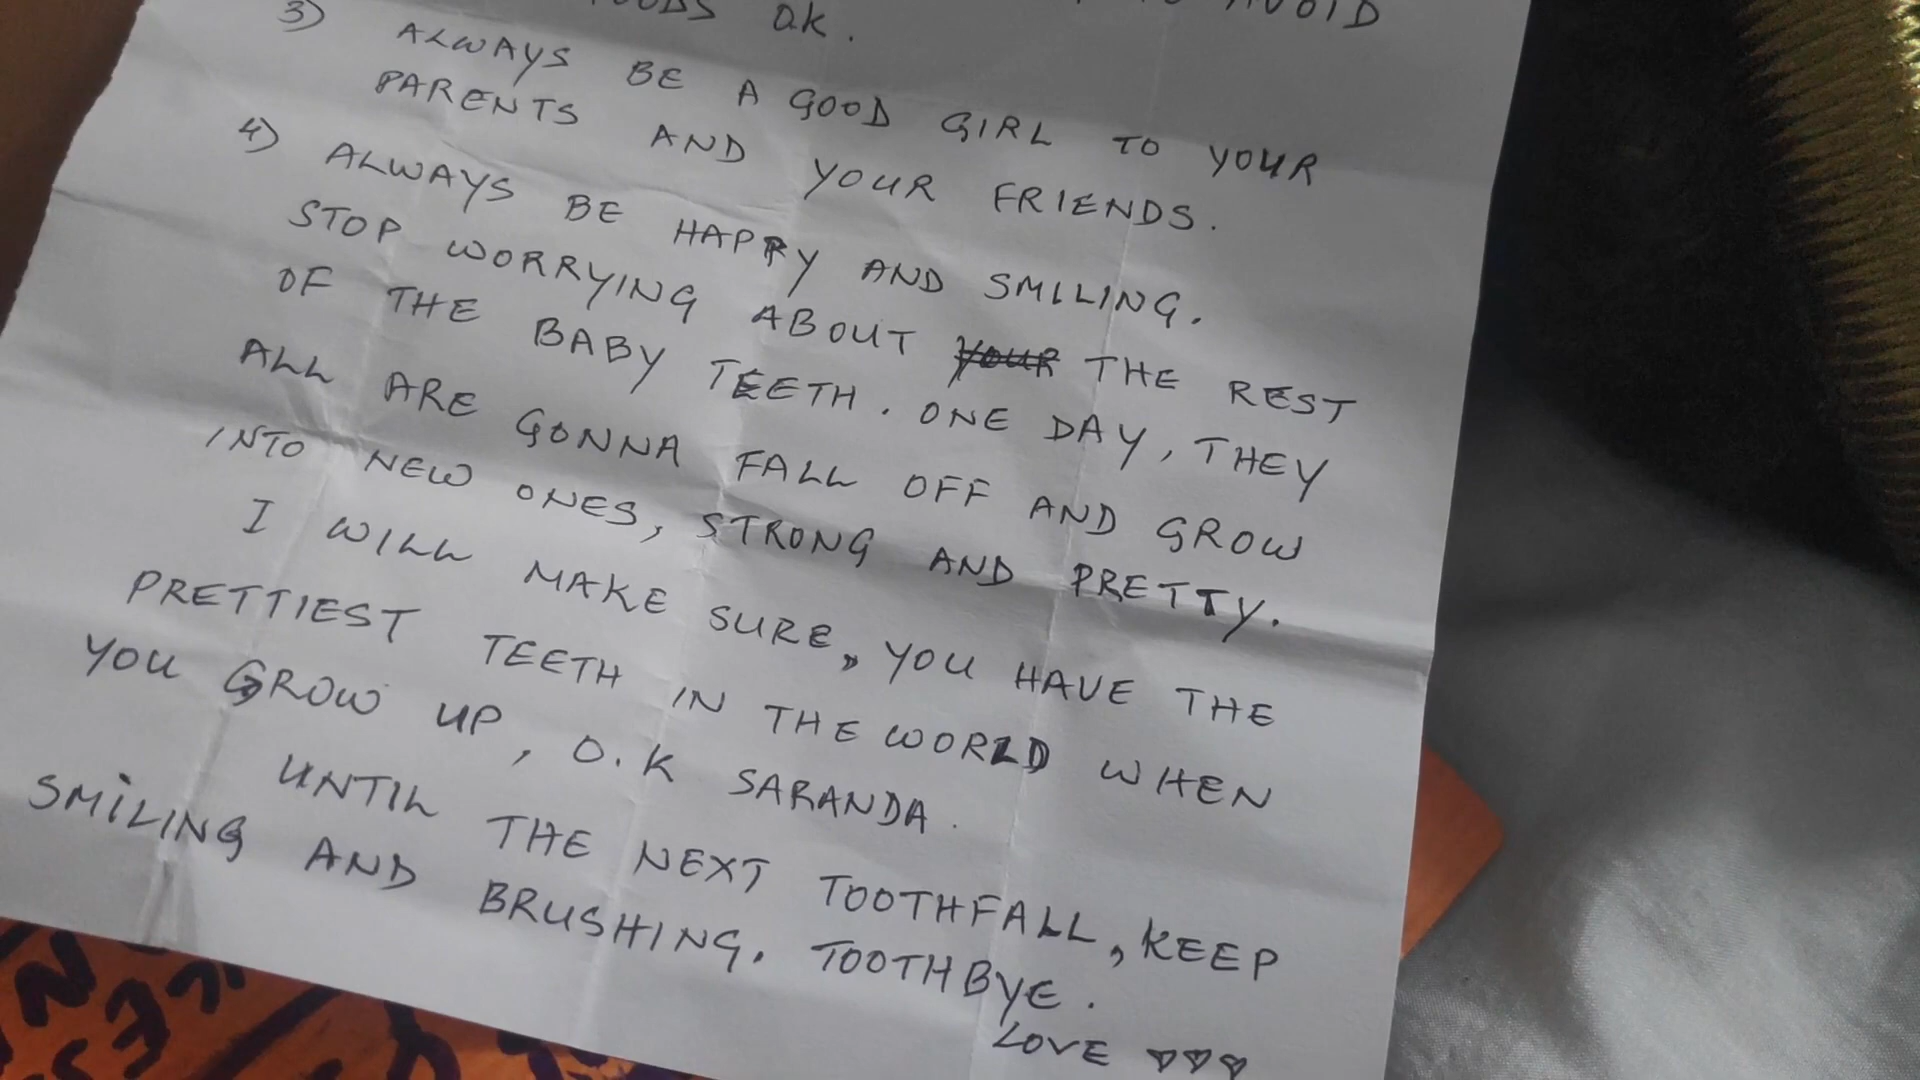 AVOID
OODS OK.
3) ALWAYS BE A GOOD GIRL TO YOUR
PARENTS AND YOUR FRIENDS.
4) ALWAYS BE HAPPY AND SMILING.
STOP WORRYING ABOUT YOUR THE REST
OF THE BABY TEETH. ONE DAY, THEY
ALL ARE GONNA FALL OFF AND GROW
INTO NEW ONES, STRONG AND PRETTY.
I WILL MAKE SURE, YOU HAVE THE
PRETTIEST TEETH IN THE WORLD WHEN
YOU GROW UP, O.K SARANDA.
UNTIL THE NEXT TOOTHFALL, KEEP
SMILING AND BRUSHING. TOOTHBYE.
LOVE ♡♡♡